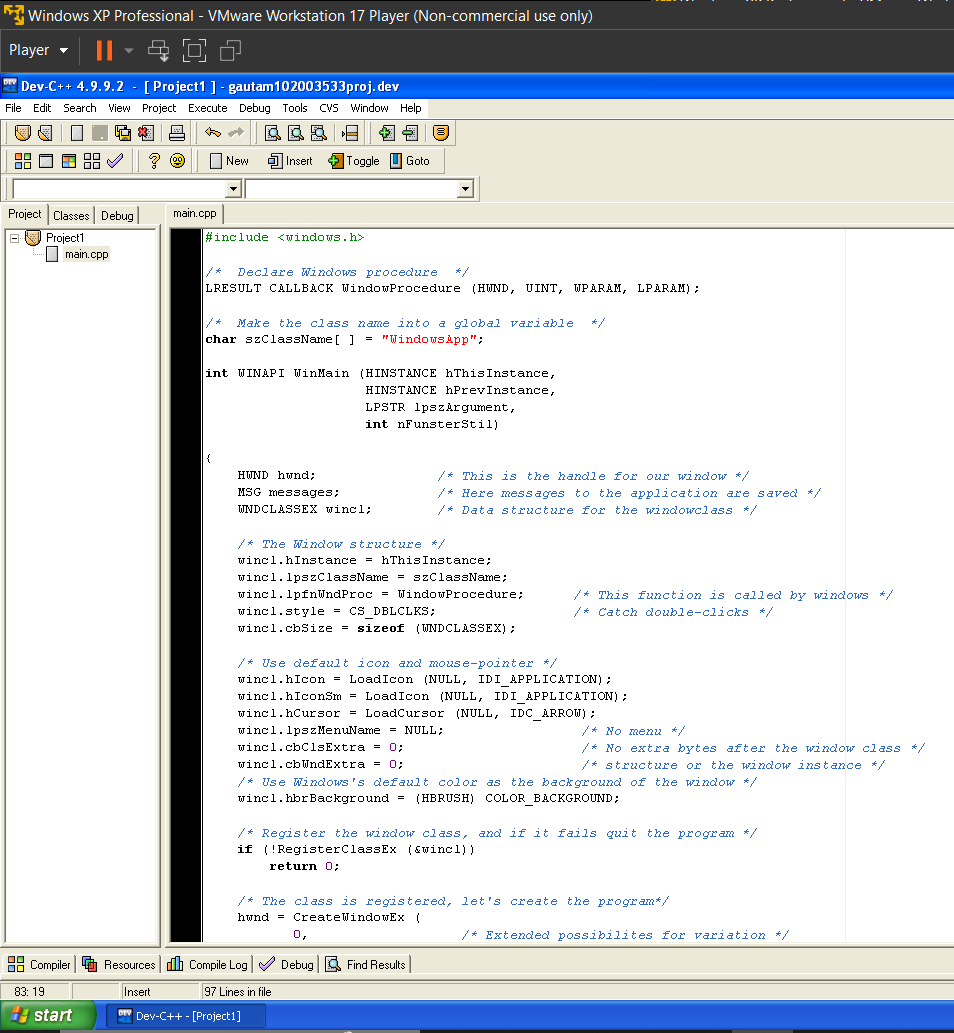 Windows XP Professional - VMware Workstation 17 Player (Non-commercial use only)
Player
Dev-C++ 4.9.9.2 - [ Project1 ] - gautam102003533proj.dev
File Edit Search View Project Execute Debug Tools CVS Window Help
New Insert Toggle Goto
Project Classes Debug
main.cpp
Project1
main.cpp
#include <windows.h>
/*  Declare Windows procedure  */
LRESULT CALLBACK WindowProcedure (HWND, UINT, WPARAM, LPARAM);
/*  Make the class name into a global variable  */
char szClassName[ ] = "WindowsApp";
int WINAPI WinMain (HINSTANCE hThisInstance,
HINSTANCE hPrevInstance,
LPSTR lpszArgument,
int nFunsterStil)
{
HWND hwnd;               /* This is the handle for our window */
MSG messages;            /* Here messages to the application are saved */
WNDCLASSEX wincl;        /* Data structure for the windowclass */
/* The Window structure */
wincl.hInstance = hThisInstance;
wincl.lpszClassName = szClassName;
wincl.lpfnWndProc = WindowProcedure;      /* This function is called by windows */
wincl.style = CS_DBLCLKS;                 /* Catch double-clicks */
wincl.cbSize = sizeof (WNDCLASSEX);
/* Use default icon and mouse-pointer */
wincl.hIcon = LoadIcon (NULL, IDI_APPLICATION);
wincl.hIconSm = LoadIcon (NULL, IDI_APPLICATION);
wincl.hCursor = LoadCursor (NULL, IDC_ARROW);
wincl.lpszMenuName = NULL;                 /* No menu */
wincl.cbClsExtra = 0;                      /* No extra bytes after the window class */
wincl.cbWndExtra = 0;                      /* structure or the window instance */
/* Use Windows's default color as the background of the window */
wincl.hbrBackground = (HBRUSH) COLOR_BACKGROUND;
/* Register the window class, and if it fails quit the program */
if (!RegisterClassEx (&wincl))
return 0;
/* The class is registered, let's create the program*/
hwnd = CreateWindowEx (
0,                   /* Extended possibilites for variation */
Compiler Resources Compile Log Debug Find Results
83: 19 Insert 97 Lines in file
start Dev-C++ - [Project1]